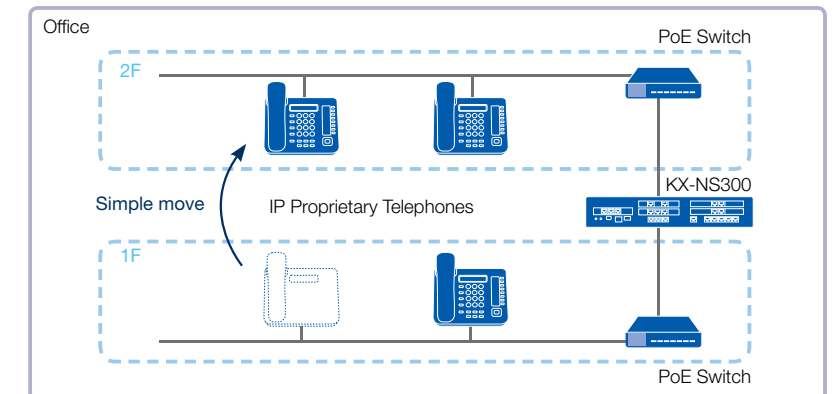 Office
PoE Switch
2F
KX-NS300
Simple move
IP Proprietary Telephones
1F
PoE Switch